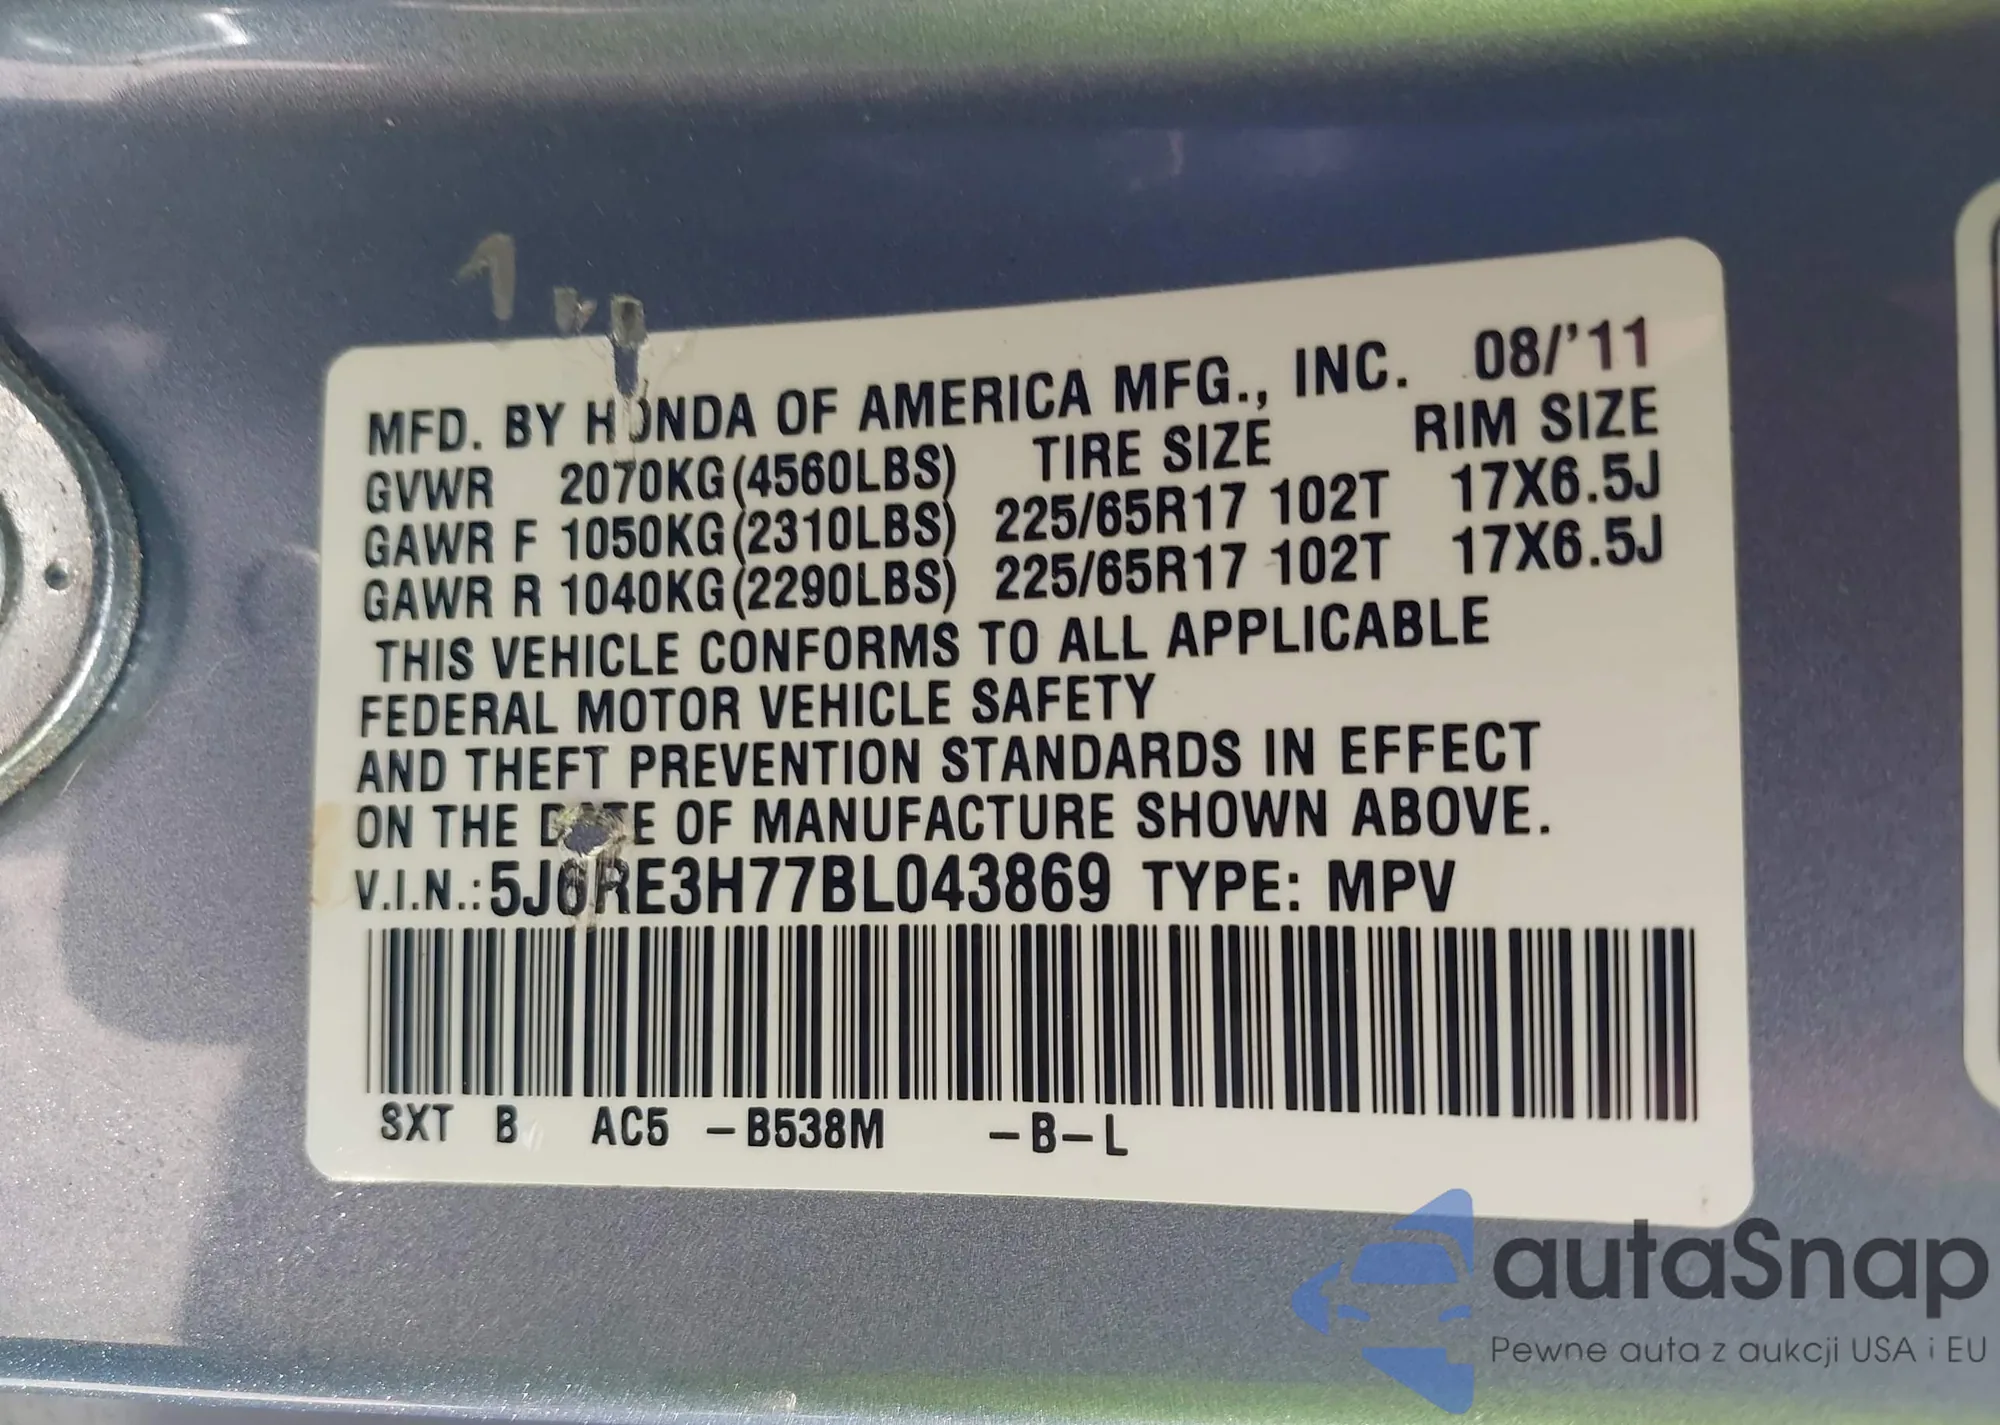 MFD. BY HONDA OF AMERICA MFG., INC. 08/'11
GVWR 2070KG(4560LBS) TIRE SIZE RIM SIZE
GAWR F 1050KG(2310LBS) 225/65R17 102T 17X6.5J
GAWR R 1040KG(2290LBS) 225/65R17 102T 17X6.5J
THIS VEHICLE CONFORMS TO ALL APPLICABLE
FEDERAL MOTOR VEHICLE SAFETY
AND THEFT PREVENTION STANDARDS IN EFFECT
ON THE DATE OF MANUFACTURE SHOWN ABOVE.
V.I.N.: 5J6RE3H77BL043869 TYPE: MPV
SXT B AC5 -B538M -B-L
autaSnap
Pewne auta z aukcji USA i EU